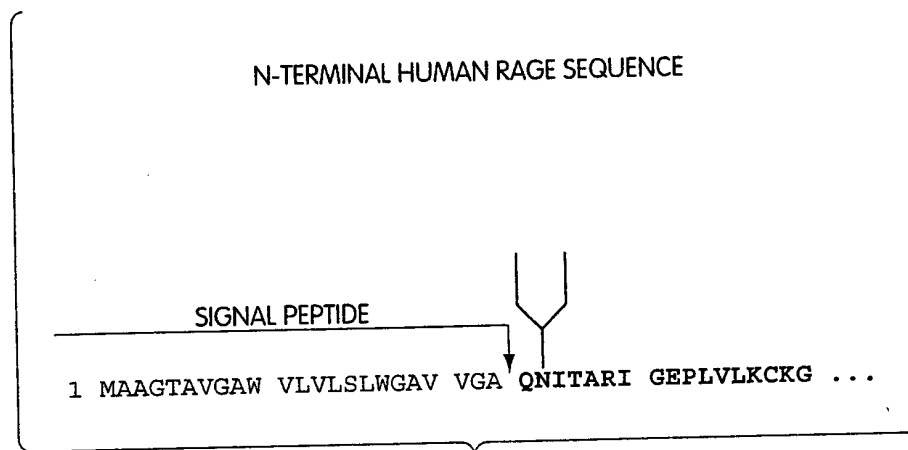 N-TERMINAL HUMAN RAGE SEQUENCE
SIGNAL PEPTIDE
1 MAAGTAVGAW VLVLSLWGAV VGA QNITARI GEPLVLKCKG ...